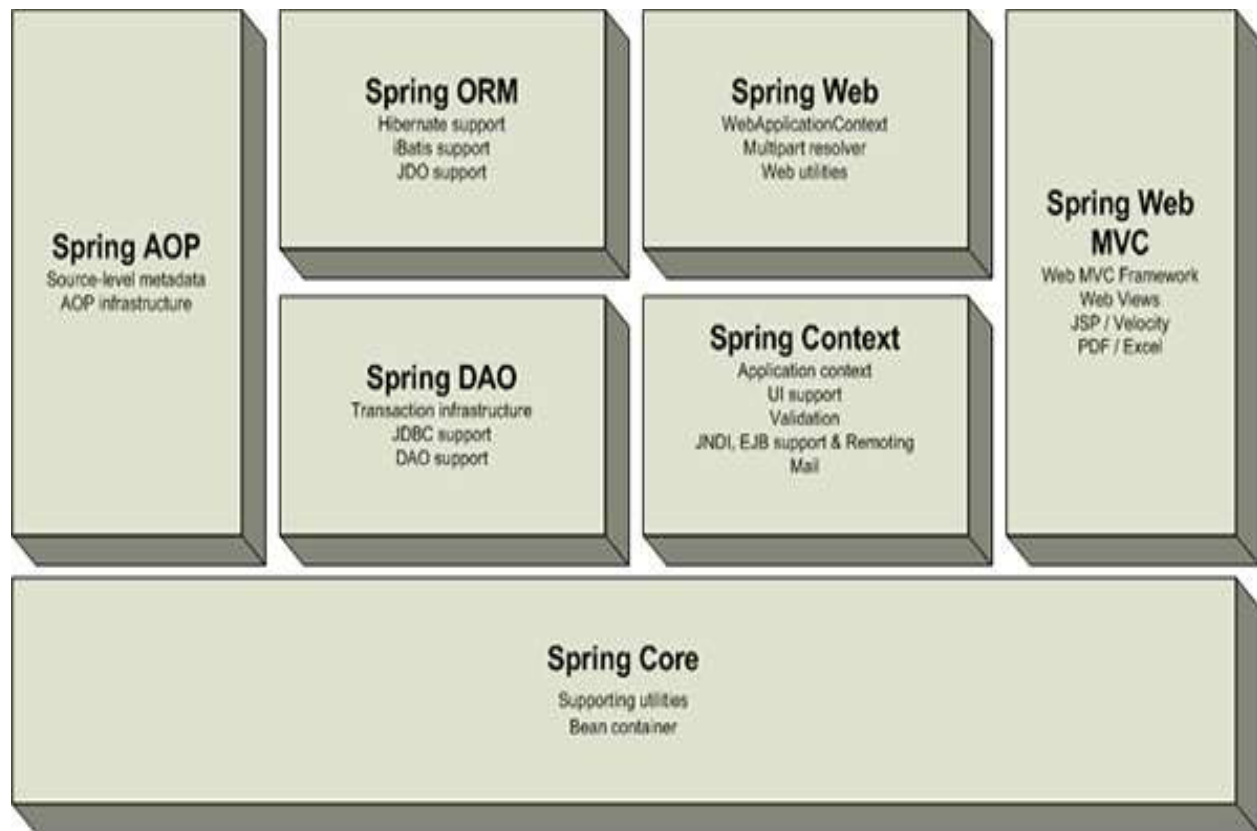 Spring AOP
Source-level metadata
AOP infrastructure
Spring ORM
Hibernate support
iBatis support
JDO support
Spring Web
WebApplicationContext
Multipart resolver
Web utilities
Spring DAO
Transaction infrastructure
JDBC support
DAO support
Spring Context
Application context
UI support
Validation
JNDI, EJB support & Remoting
Mail
Spring Web
MVC
Web MVC Framework
Web Views
JSP / Velocity
PDF / Excel
Spring Core
Supporting utilities
Bean container